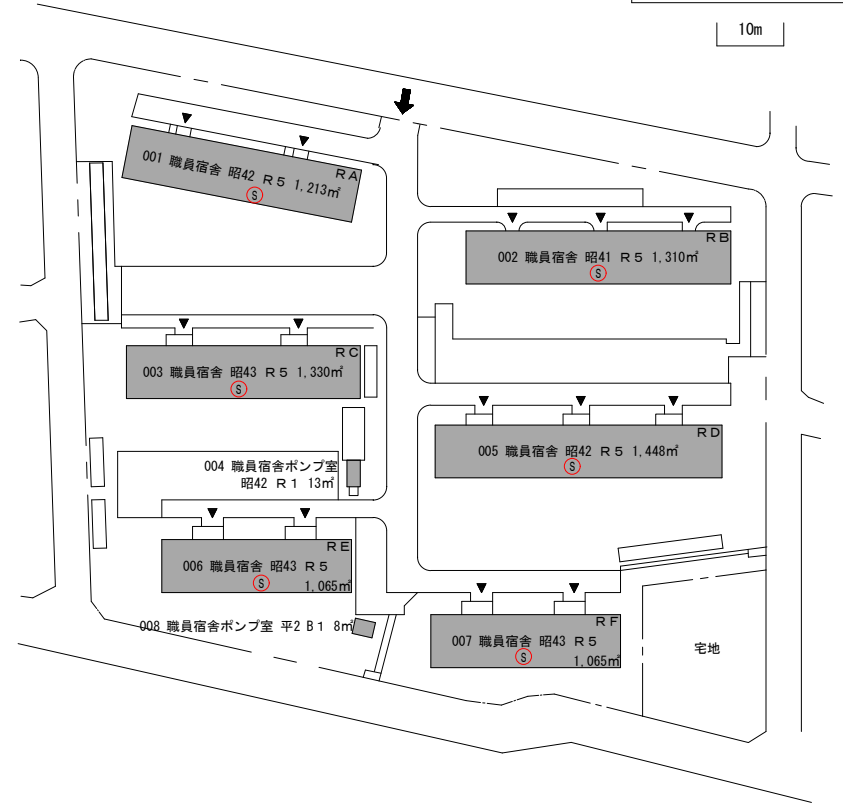 10m
RA
001 職員宿舎 昭42 R5 1,213㎡
S
RB
002 職員宿舎 昭41 R5 1,310㎡
S
RC
003 職員宿舎 昭43 R5 1,330㎡
S
RD
005 職員宿舎 昭42 R5 1,448㎡
S
004 職員宿舎ポンプ室
昭42 R1 13㎡
RE
006 職員宿舎 昭43 R5
1,065㎡
S
008 職員宿舎ポンプ室 平2 B1 8㎡
RF
007 職員宿舎 昭43 R5
1,065㎡
S
宅地